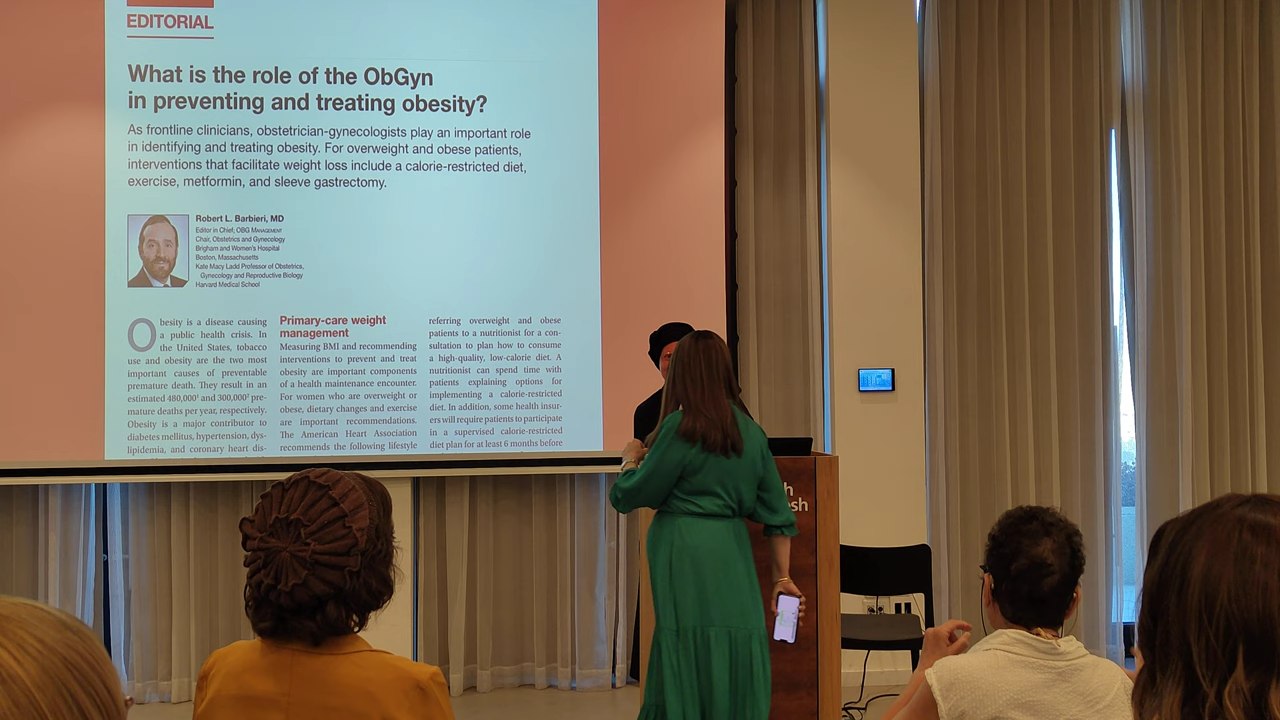 EDITORIAL
What is the role of the ObGyn
in preventing and treating obesity?
As frontline clinicians, obstetrician-gynecologists play an important role
in identifying and treating obesity. For overweight and obese patients,
interventions that facilitate weight loss include a calorie-restricted diet,
exercise, metformin, and sleeve gastrectomy.
Robert L. Barbieri, MD
Editor in Chief, OBG MANAGEMENT
Chair, Obstetrics and Gynecology
Brigham and Women's Hospital
Boston, Massachusetts
Kate Macy Ladd Professor of Obstetrics,
Gynecology and Reproductive Biology
Harvard Medical School
Obesity is a disease causing
a public health crisis. In
the United States, tobacco
use and obesity are the two most
important causes of preventable
premature death. They result in an
estimated 480,000¹ and 300,000² pre-
mature deaths per year, respectively.
Obesity is a major contributor to
diabetes mellitus, hypertension, dys-
lipidemia, and coronary heart dis-
Primary-care weight
management
Measuring BMI and recommending
interventions to prevent and treat
obesity are important components
of a health maintenance encounter.
For women who are overweight or
obese, dietary changes and exercise
are important recommendations.
The American Heart Association
recommends the following lifestyle
referring overweight and obese
patients to a nutritionist for a con-
sultation to plan how to consume
a high-quality, low-calorie diet. A
nutritionist can spend time with
patients explaining options for
implementing a calorie-restricted
diet. In addition, some health insur-
ers will require patients to participate
in a supervised calorie-restricted
diet plan for at least 6 months before
h
sh